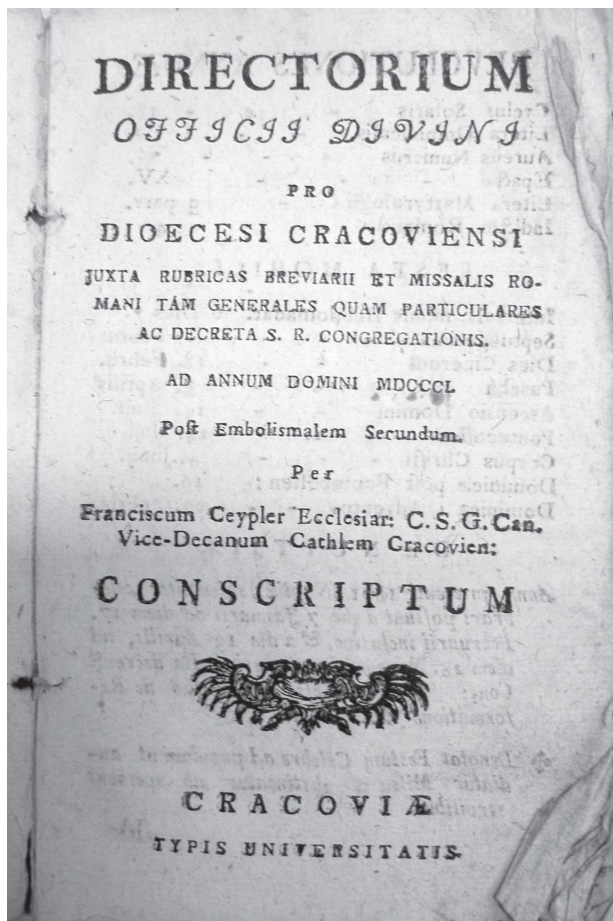 DIRECTORIUM
OFFICII DIVINI
PRO
DIOECESI CRACOVIENSI
JUXTA RUBRICAS BREVIARII ET MISSALIS RO-
MANI TAM GENERALES QUAM PARTICULARES
AC DECRETA S. R. CONGREGATIONIS.
AD ANNUM DOMINI MDCCCI.
Poſt Embolismalem Secundum.
Per
Franciscum Ceypler Ecclesiar: C. S. G. Can.
Vice-Decanum Cathlem Cracovien:
CONSCRIPTUM
CRACOVIÆ
TYPIS UNIVERSITATIS.